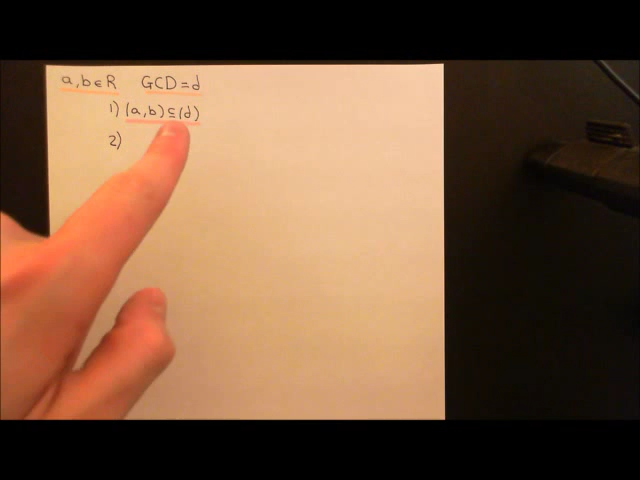 a, b ∈ R GCD = d
1) (a, b) ⊆ (d)
2)